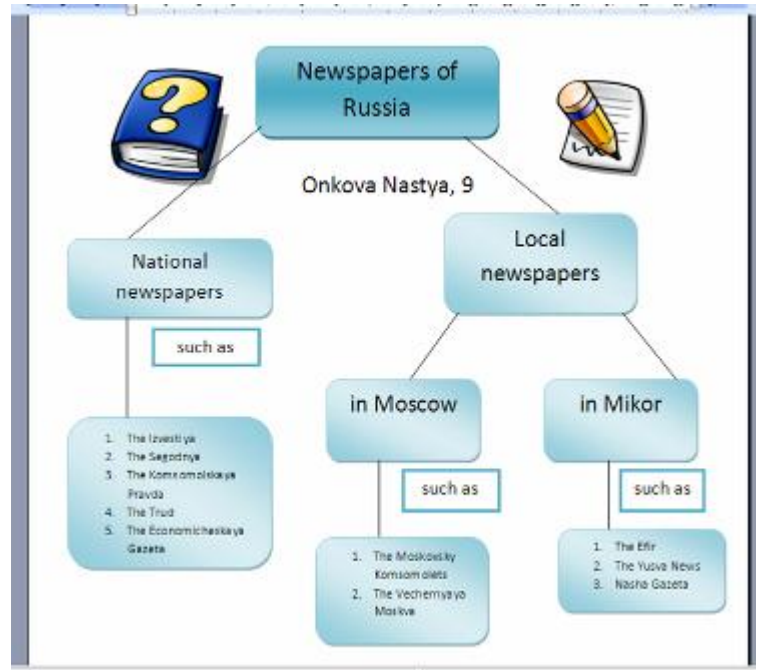 Newspapers of
Russia
Onkova Nastya, 9
National
newspapers
such as
1. The Izvestiya
2. The Segodnya
3. The Komsomolskaya
Pravda
4. The Trud
5. The Economicheskaya
Gazeta
Local
newspapers
in Moscow
such as
1. The Moskovsky
Komsomolets
2. The Vechernyaya
Moskva
in Mikor
such as
1. The Efir
2. The Yusva News
3. Nasha Gazeta